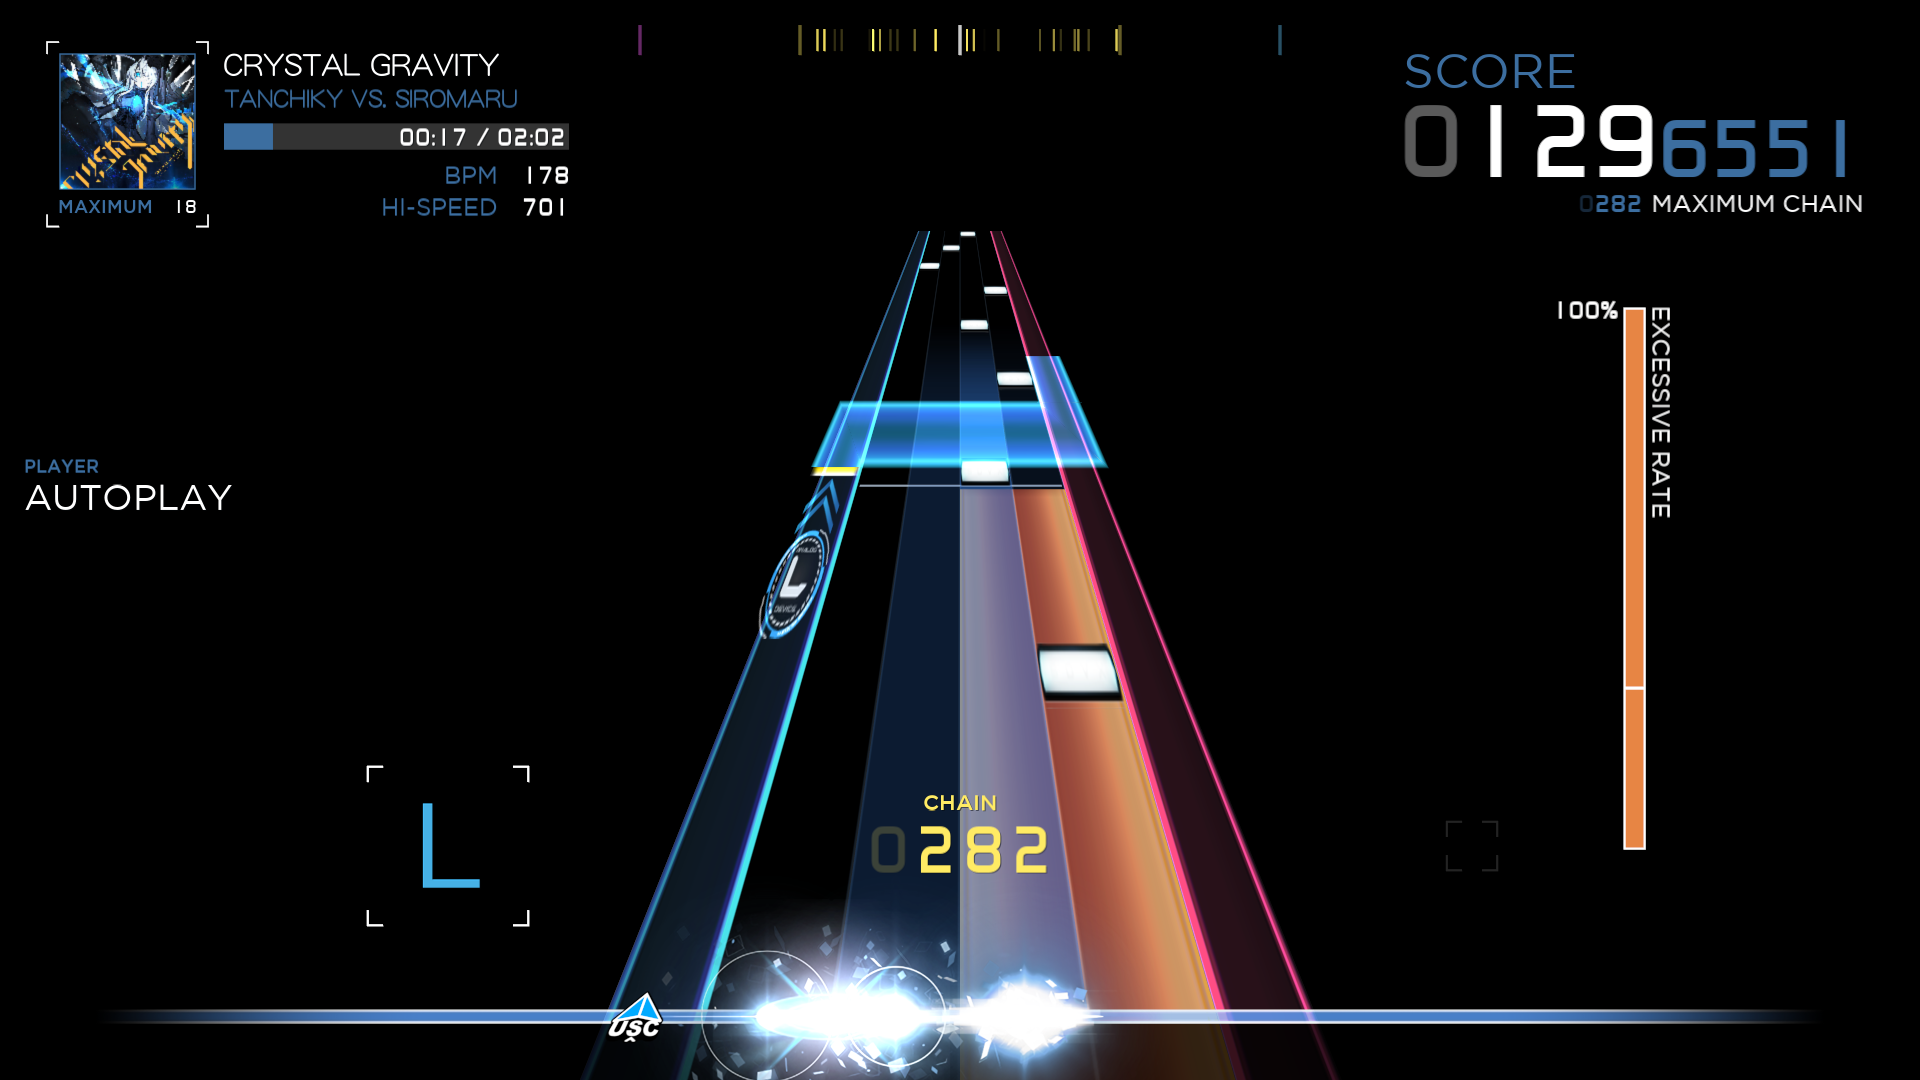 CRYSTAL GRAVITY
TANCHIKY VS. SIROMARU
00:17 / 02:02
BPM 178
HI-SPEED 701
MAXIMUM 18
SCORE
01296551
0282 MAXIMUM CHAIN
100%
EXCESSIVE RATE
PLAYER
AUTOPLAY
L
DEVICE
L
CHAIN
0282
USC